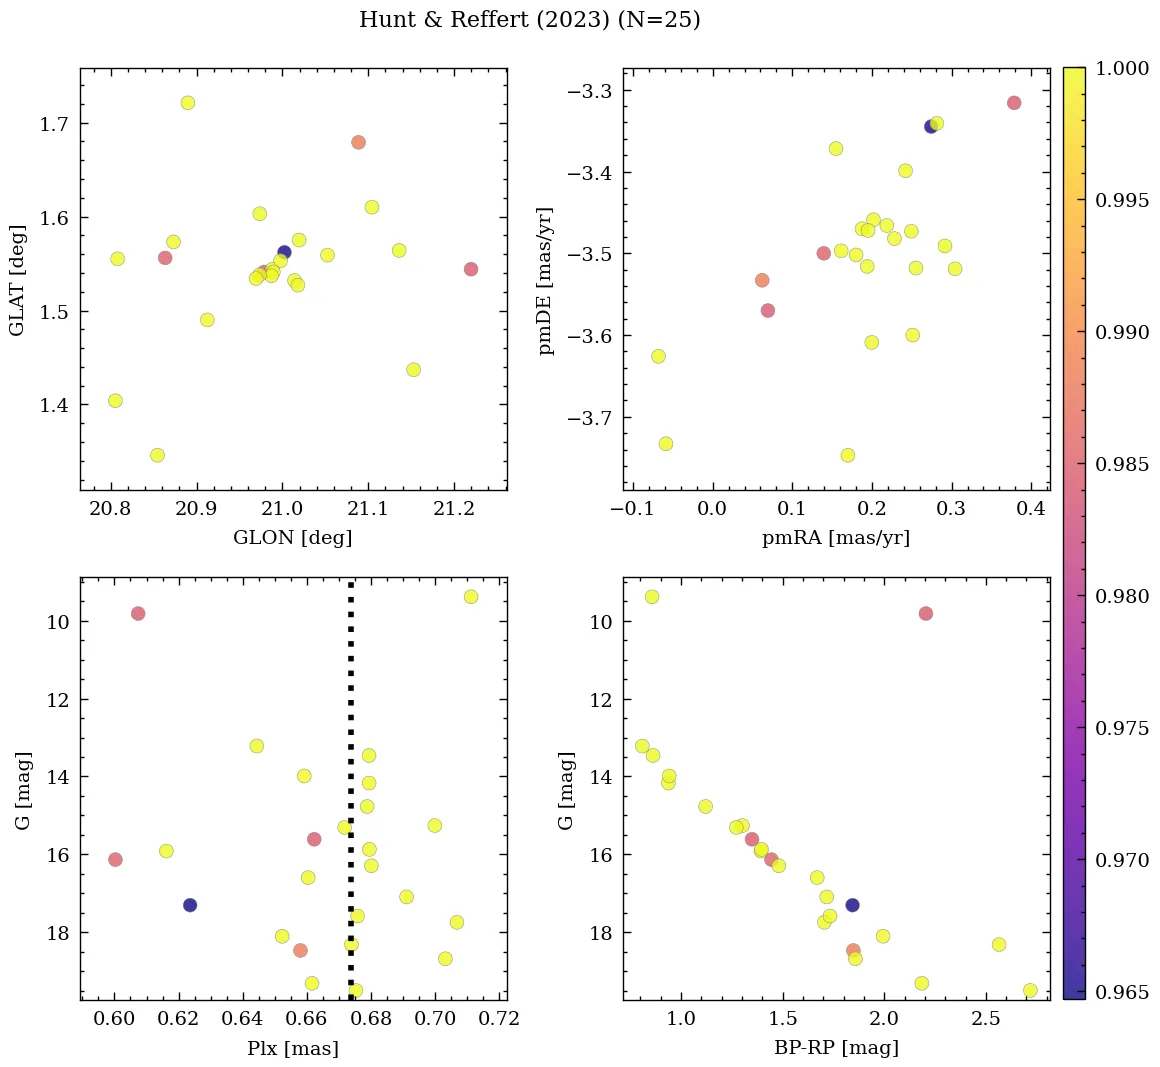 Hunt & Reffert (2023) (N=25)
1.7
1.6
1.5
1.4
GLAT [deg]
20.8 20.9 21.0 21.1 21.2
GLON [deg]
−3.3
−3.4
−3.5
−3.6
−3.7
pmDE [mas/yr]
−0.1 0.0 0.1 0.2 0.3 0.4
pmRA [mas/yr]
10
12
14
16
18
G [mag]
0.60 0.62 0.64 0.66 0.68 0.70 0.72
Plx [mas]
10
12
14
16
18
G [mag]
1.0 1.5 2.0 2.5
BP-RP [mag]
1.000
0.995
0.990
0.985
0.980
0.975
0.970
0.965